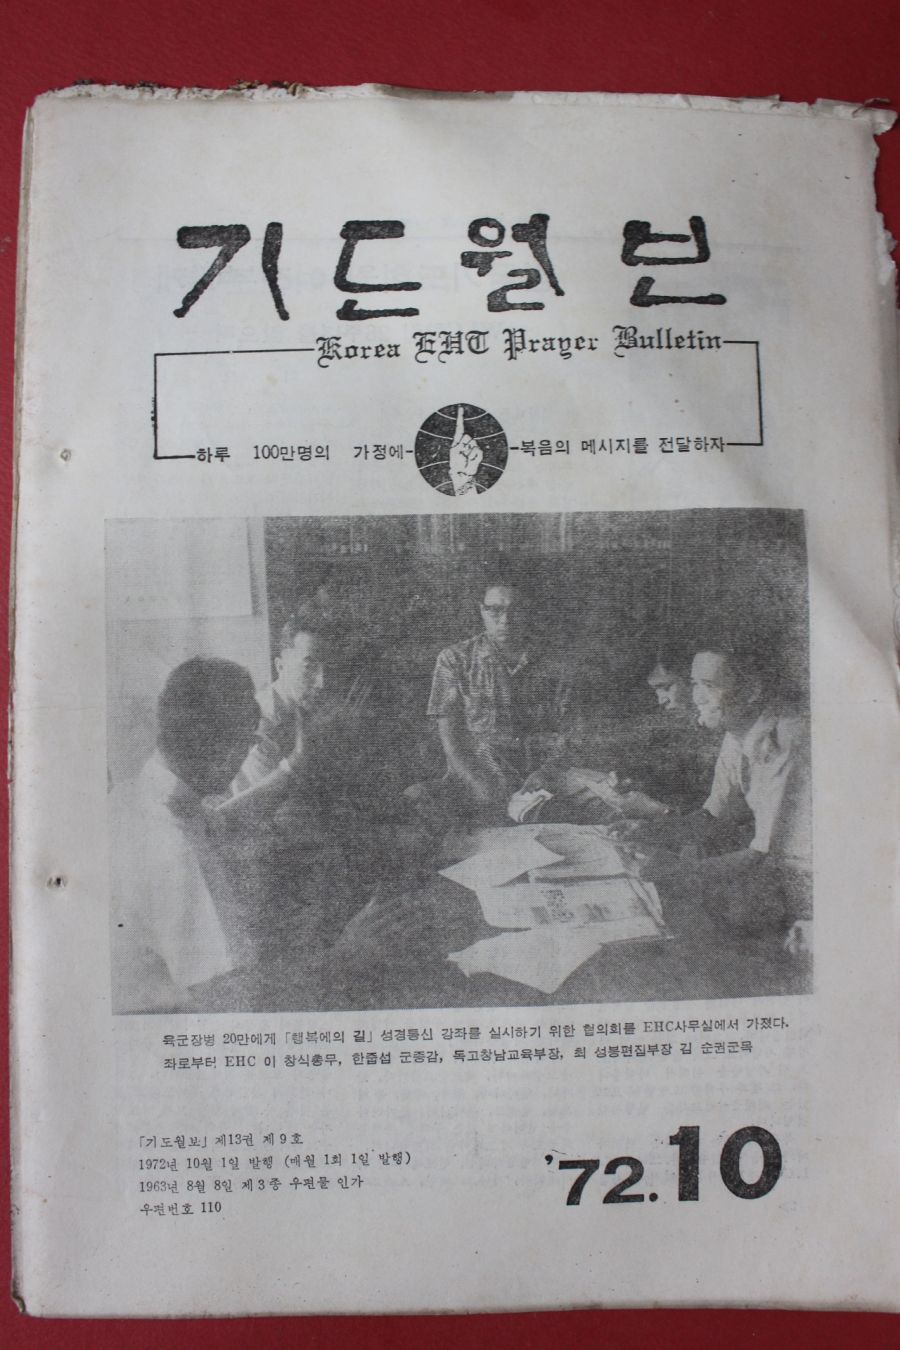 기도월보
Korea EHC Prayer Bulletin
하루 100만명의 가정에
복음의 메시지를 전달하자
육군장병 20만에게 「행복에의 길」 성경통신 강좌를 실시하기 위한 협의회를 EHC사무실에서 가졌다.
좌로부터 EHC 이 창식총무, 한줍섭 군종감, 독고창남교육부장, 최 성봉편집부장 김 순권군목
「기도월보」 제13권 제9호
1972년 10월 1일 발행 (매월 1회 1일 발행)
1963년 8월 8일 제3종 우편물 인가
우편번호 110
'72.10